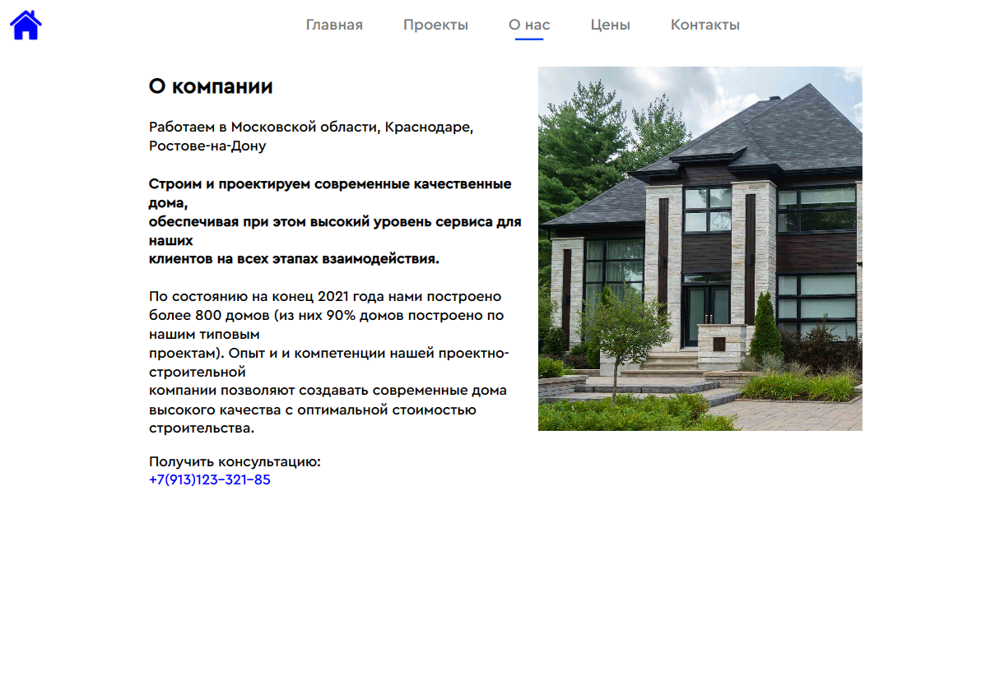 Главная
Проекты
О нас
Цены
Контакты
О компании
Работаем в Московской области, Краснодаре,
Ростове-на-Дону
Строим и проектируем современные качественные
дома,
обеспечивая при этом высокий уровень сервиса для
наших
клиентов на всех этапах взаимодействия.
По состоянию на конец 2021 года нами построено
более 800 домов (из них 90% домов построено по
нашим типовым
проектам). Опыт и и компетенции нашей проектно-
строительной
компании позволяют создавать современные дома
высокого качества с оптимальной стоимостью
строительства.
Получить консультацию:
+7(913)123-321-85